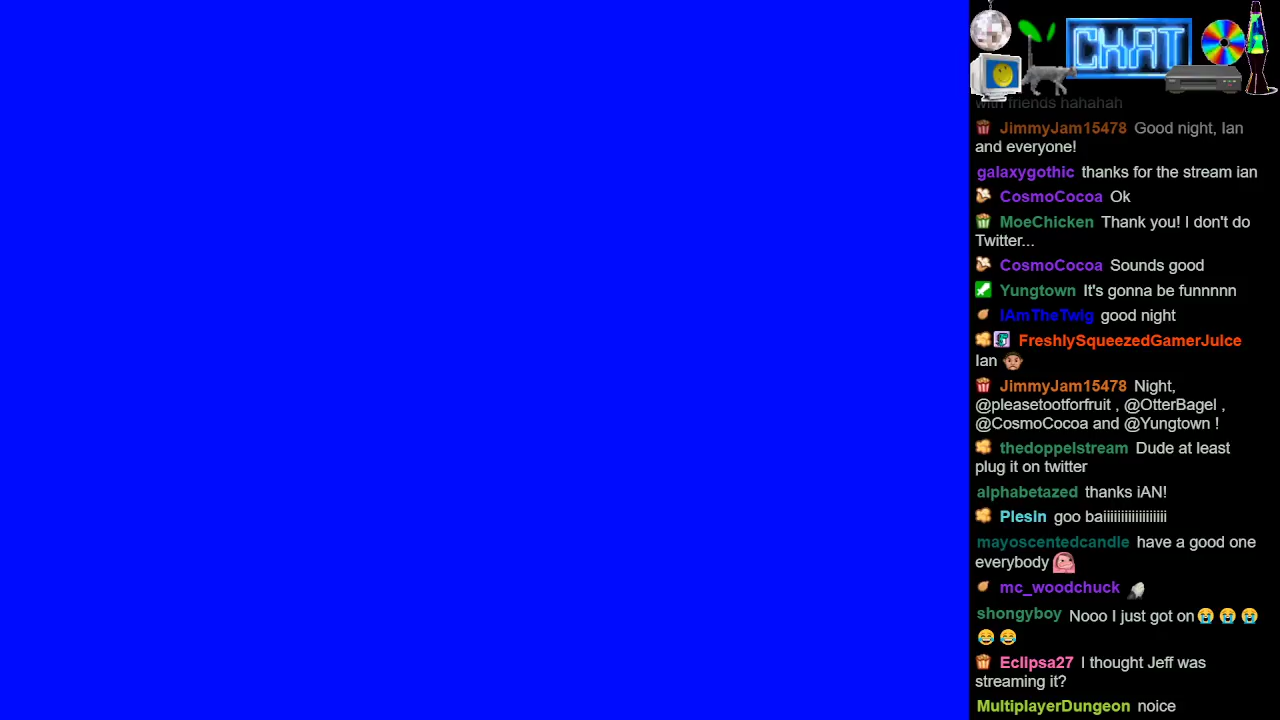 CHAT
with friends hahahah
JimmyJam15478 Good night, Ian
and everyone!
galaxygothic thanks for the stream ian
CosmoCocoa Ok
MoeChicken Thank you! I don't do
Twitter...
CosmoCocoa Sounds good
Yungtown It's gonna be funnnnn
IAmTheTwig good night
FreshlySqueezedGamerJuice
Ian
JimmyJam15478 Night,
@pleasetootforfruit , @OtterBagel ,
@CosmoCocoa and @Yungtown !
thedoppelstream Dude at least
plug it on twitter
alphabetazed thanks iAN!
Plesin goo baiiiiiiiiiiiiiiiiii
mayoscentedcandle have a good one
everybody
mc_woodchuck
shongyboy Nooo I just got on😭 😭 😭
😂 😂
Eclipsa27 I thought Jeff was
streaming it?
MultiplayerDungeon noice